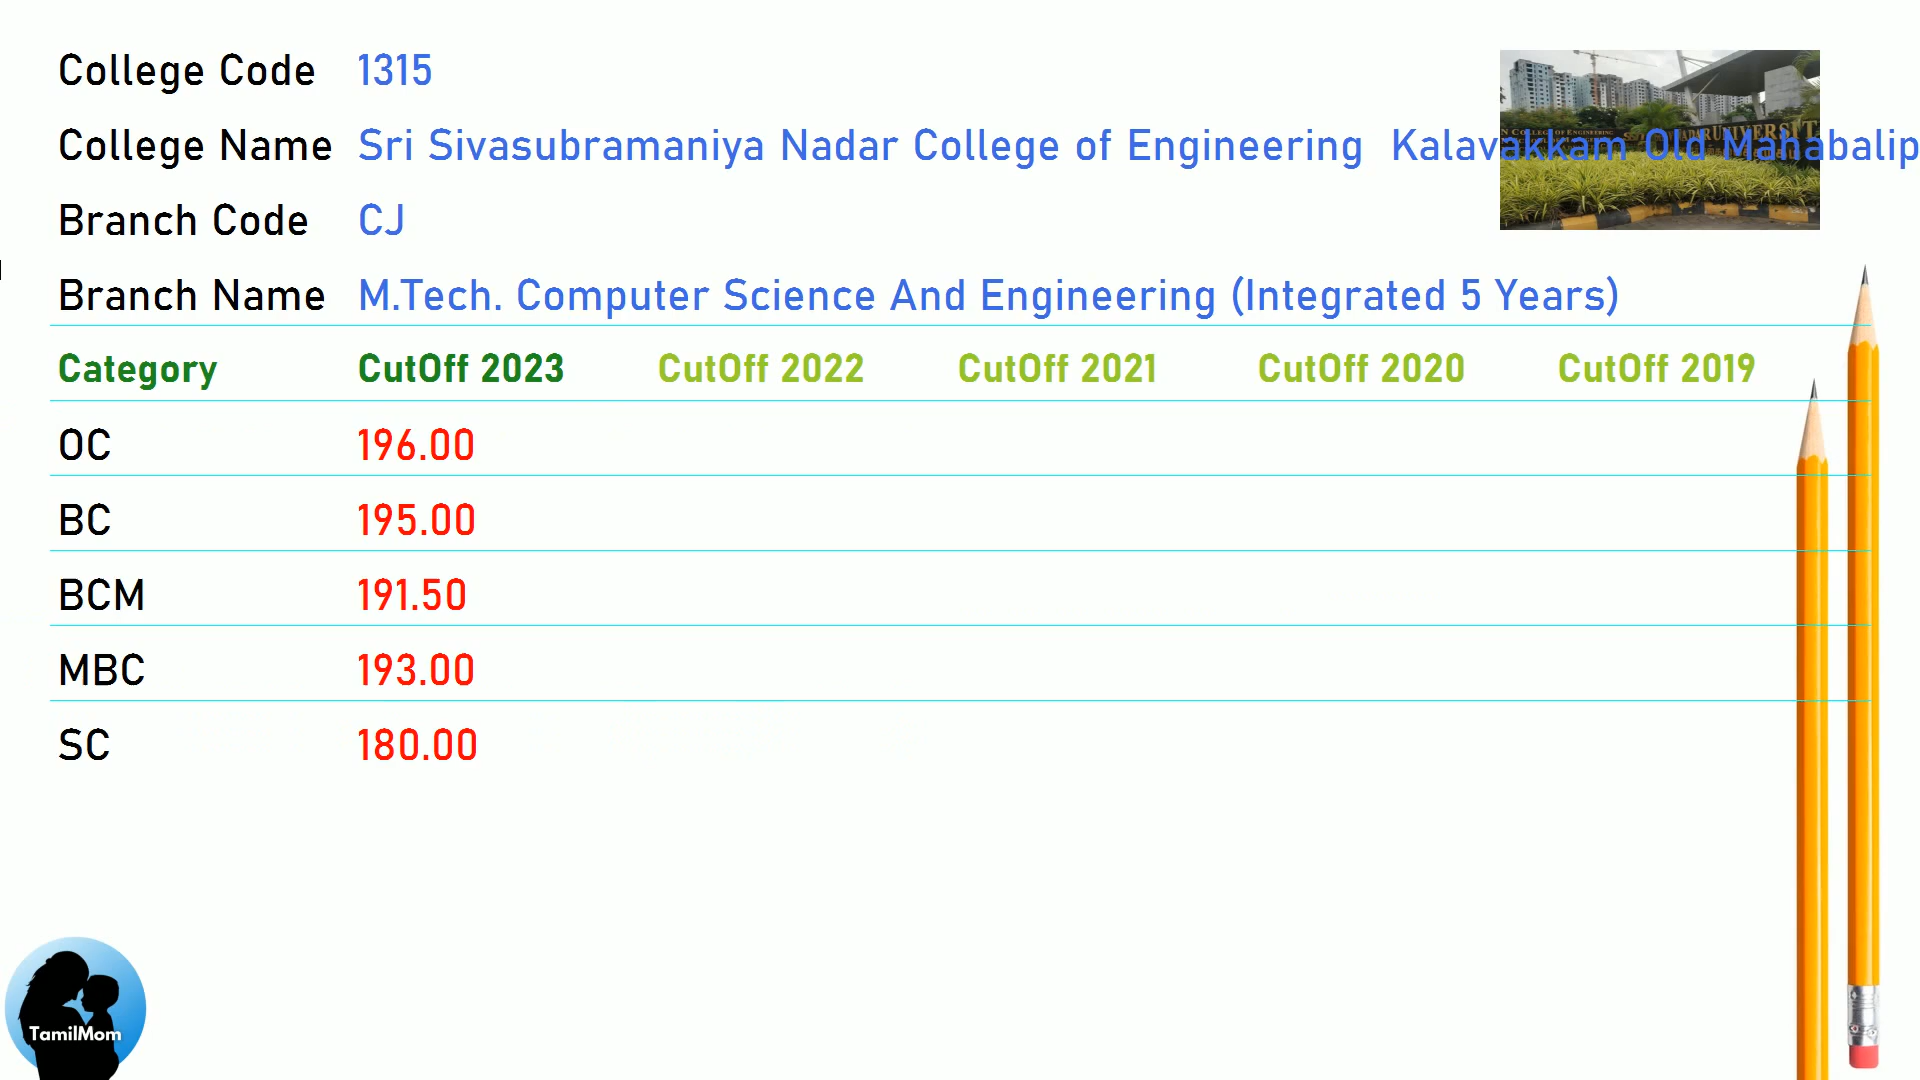 College Code 1315
College Name Sri Sivasubramaniya Nadar College of Engineering Kalavakkam Old Mahabalip
Branch Code CJ
Branch Name M.Tech. Computer Science And Engineering (Integrated 5 Years)
Category CutOff 2023 CutOff 2022 CutOff 2021 CutOff 2020 CutOff 2019
OC 196.00
BC 195.00
BCM 191.50
MBC 193.00
SC 180.00
TamilMom